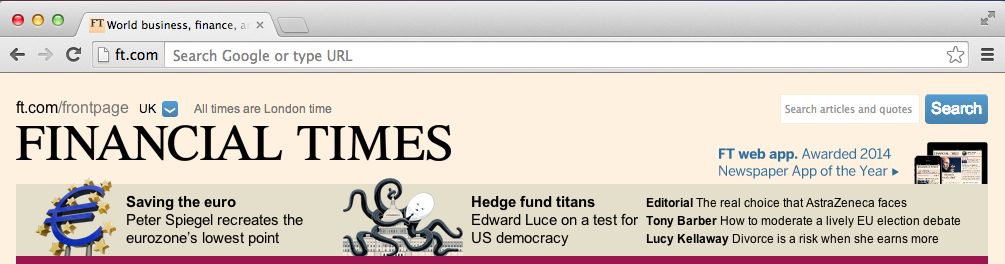 FT World business, finance, a
ft.com Search Google or type URL
ft.com/frontpage UK All times are London time
Search articles and quotes Search
FINANCIAL TIMES
FT web app. Awarded 2014
Newspaper App of the Year ▸
Saving the euro
Peter Spiegel recreates the
eurozone's lowest point
Hedge fund titans
Edward Luce on a test for
US democracy
Editorial The real choice that AstraZeneca faces
Tony Barber How to moderate a lively EU election debate
Lucy Kellaway Divorce is a risk when she earns more